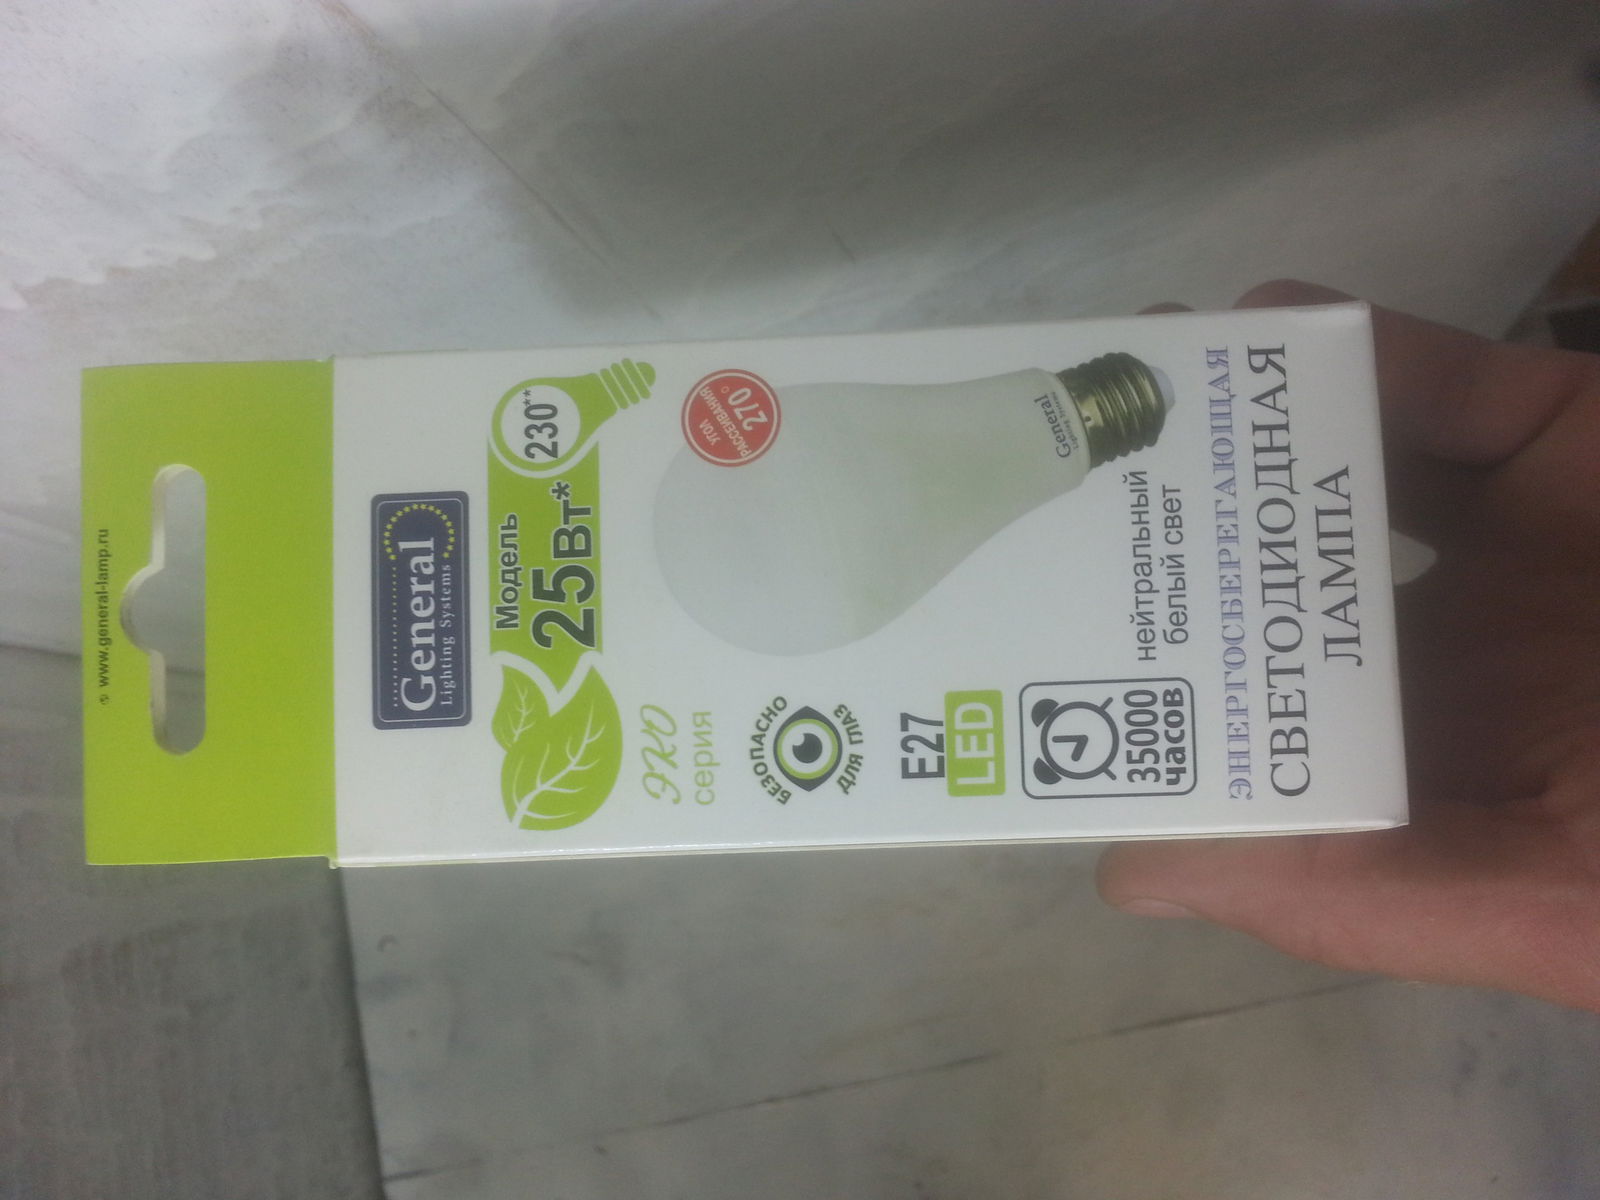 www.general-lamp.ru
General
Lighting Systems
Модель
25Вт*
230**
ЭКО
серия
УГОЛ
РАССЕИВАНИЯ
270°
БЕЗОПАСНО
ДЛЯ ГЛАЗ
General
Lighting Systems
E27
LED
35000
часов
нейтральный
белый свет
ЭНЕРГОСБЕРЕГАЮЩАЯ
СВЕТОДИОДНАЯ
ЛАМПА